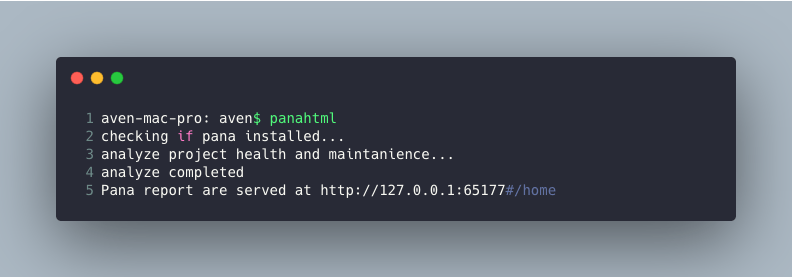 1 aven-mac-pro: aven$ panahtml
2 checking if pana installed...
3 analyze project health and maintanience...
4 analyze completed
5 Pana report are served at http://127.0.0.1:65177#/home